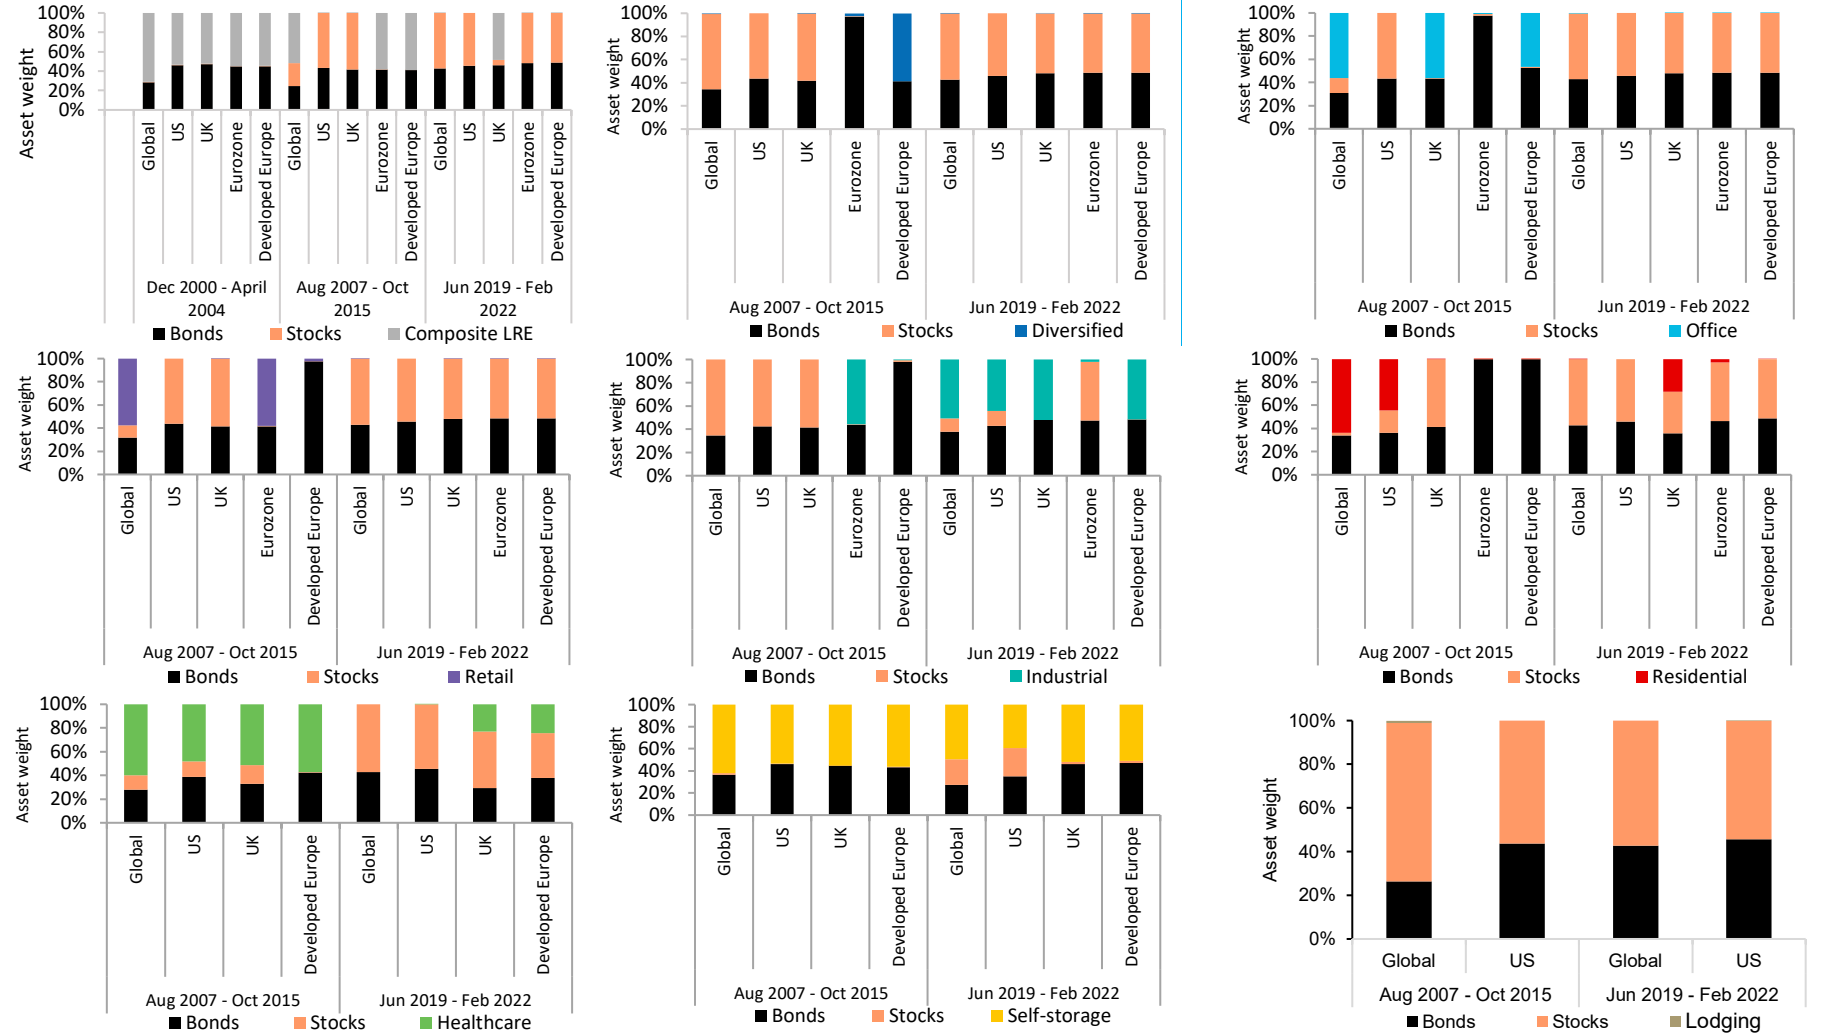 100%
80%
60%
40%
20%
0%
Asset weight
Global
US
UK
Eurozone
Developed Europe
Global
US
UK
Eurozone
Developed Europe
Global
US
UK
Eurozone
Developed Europe
Dec 2000 - April
2004
Aug 2007 - Oct
2015
Jun 2019 - Feb
2022
Bonds Stocks Composite LRE
100%
80%
60%
40%
20%
0%
Asset weight
Global
US
UK
Eurozone
Developed Europe
Global
US
UK
Eurozone
Developed Europe
Aug 2007 - Oct 2015 Jun 2019 - Feb 2022
Bonds Stocks Diversified
100%
80%
60%
40%
20%
0%
Asset weight
Global
US
UK
Eurozone
Developed Europe
Global
US
UK
Eurozone
Developed Europe
Aug 2007 - Oct 2015 Jun 2019 - Feb 2022
Bonds Stocks Office
100%
80%
60%
40%
20%
0%
Asset weight
Global
US
UK
Eurozone
Developed Europe
Global
US
UK
Eurozone
Developed Europe
Aug 2007 - Oct 2015 Jun 2019 - Feb 2022
Bonds Stocks Retail
100%
80%
60%
40%
20%
0%
Asset weight
Global
US
UK
Eurozone
Developed Europe
Global
US
UK
Eurozone
Developed Europe
Aug 2007 - Oct 2015 Jun 2019 - Feb 2022
Bonds Stocks Industrial
100%
80%
60%
40%
20%
0%
Asset weight
Global
US
UK
Eurozone
Developed Europe
Global
US
UK
Eurozone
Developed Europe
Aug 2007 - Oct 2015 Jun 2019 - Feb 2022
Bonds Stocks Residential
100%
80%
60%
40%
20%
0%
Asset weight
Global
US
UK
Developed Europe
Global
US
UK
Developed Europe
Aug 2007 - Oct 2015 Jun 2019 - Feb 2022
Bonds Stocks Healthcare
100%
80%
60%
40%
20%
0%
Asset weight
Global
US
UK
Developed Europe
Global
US
UK
Developed Europe
Aug 2007 - Oct 2015 Jun 2019 - Feb 2022
Bonds Stocks Self-storage
100%
80%
60%
40%
20%
0%
Asset weight
Global US Global US
Aug 2007 - Oct 2015 Jun 2019 - Feb 2022
Bonds Stocks Lodging